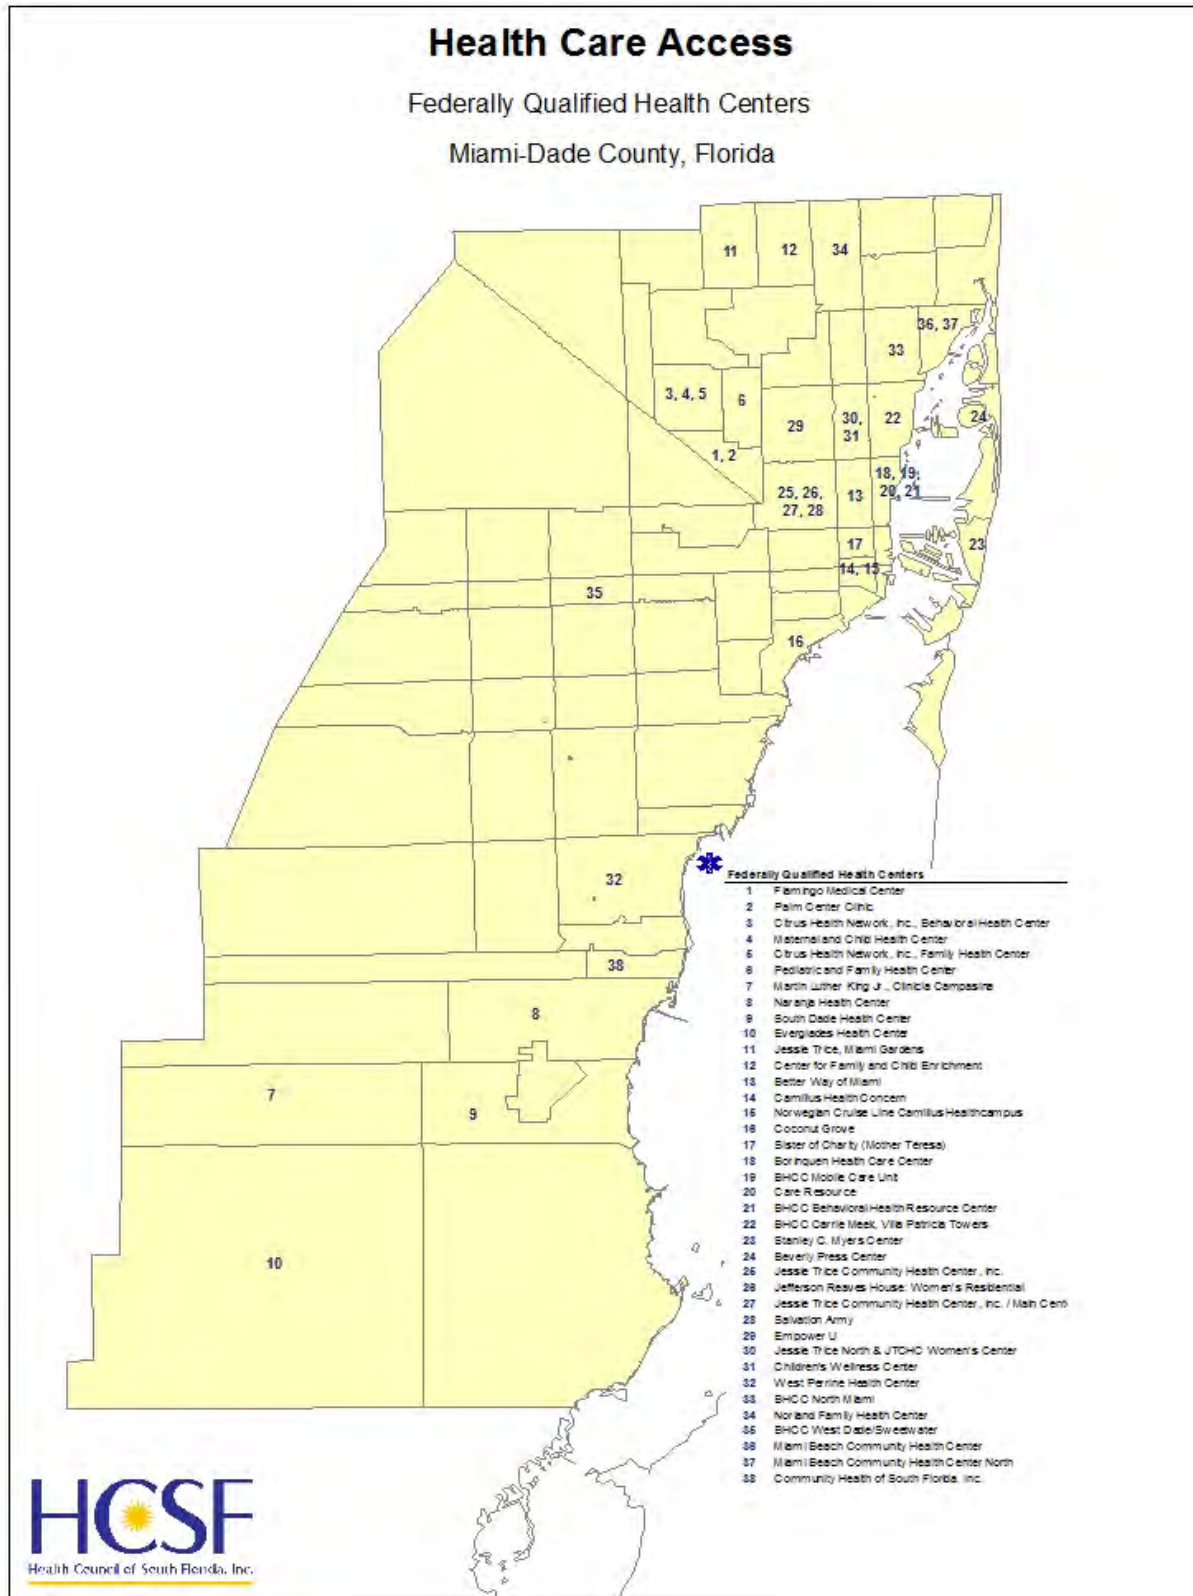 Health Care Access
Federally Qualified Health Centers
Miami-Dade County, Florida
11
12
34
36, 37
33
3, 4, 5
6
24
29
30,
31
22
1, 2
18, 19,
20, 21
25, 26,
27, 28
13
17
23
14, 15
35
16
32
38
8
7
9
10
Federally Qualified Health Centers
1 Flamingo Medical Center
2 Palm Center Clinic
3 Citrus Health Network, Inc., Behavioral Health Center
4 Maternal and Child Health Center
5 Citrus Health Network, Inc., Family Health Center
6 Pediatric and Family Health Center
7 Martin Luther King Jr., Clinicia Campasina
8 Naranja Health Center
9 South Dade Health Center
10 Everglades Health Center
11 Jessie Trice, Miami Gardens
12 Center for Family and Child Enrichment
13 Better Way of Miami
14 Camillus Health Concern
15 Norwegian Cruise Line Camillus Healthcampus
16 Coconut Grove
17 Sister of Charity (Mother Teresa)
18 Borinquen Health Care Center
19 BHCC Mobile Care Unit
20 Care Resource
21 BHCC Behavioral Health Resource Center
22 BHCC Carrie Meek, Villa Patricia Towers
23 Stanley C. Myers Center
24 Beverly Press Center
25 Jessie Trice Community Health Center, Inc.
26 Jefferson Reaves House: Women's Residential
27 Jessie Trice Community Health Center, Inc. / Main Cent
28 Salvation Army
29 Empower U
30 Jessie Trice North & JTCHC Women's Center
31 Children's Wellness Center
32 West Perrine Health Center
33 BHCC North Miami
34 Norland Family Health Center
35 BHCC West Dade/Sweetwater
36 Miami Beach Community Health Center
37 Miami Beach Community Health Center North
38 Community Health of South Florida, Inc.
HCSF
Health Council of South Florida, Inc.